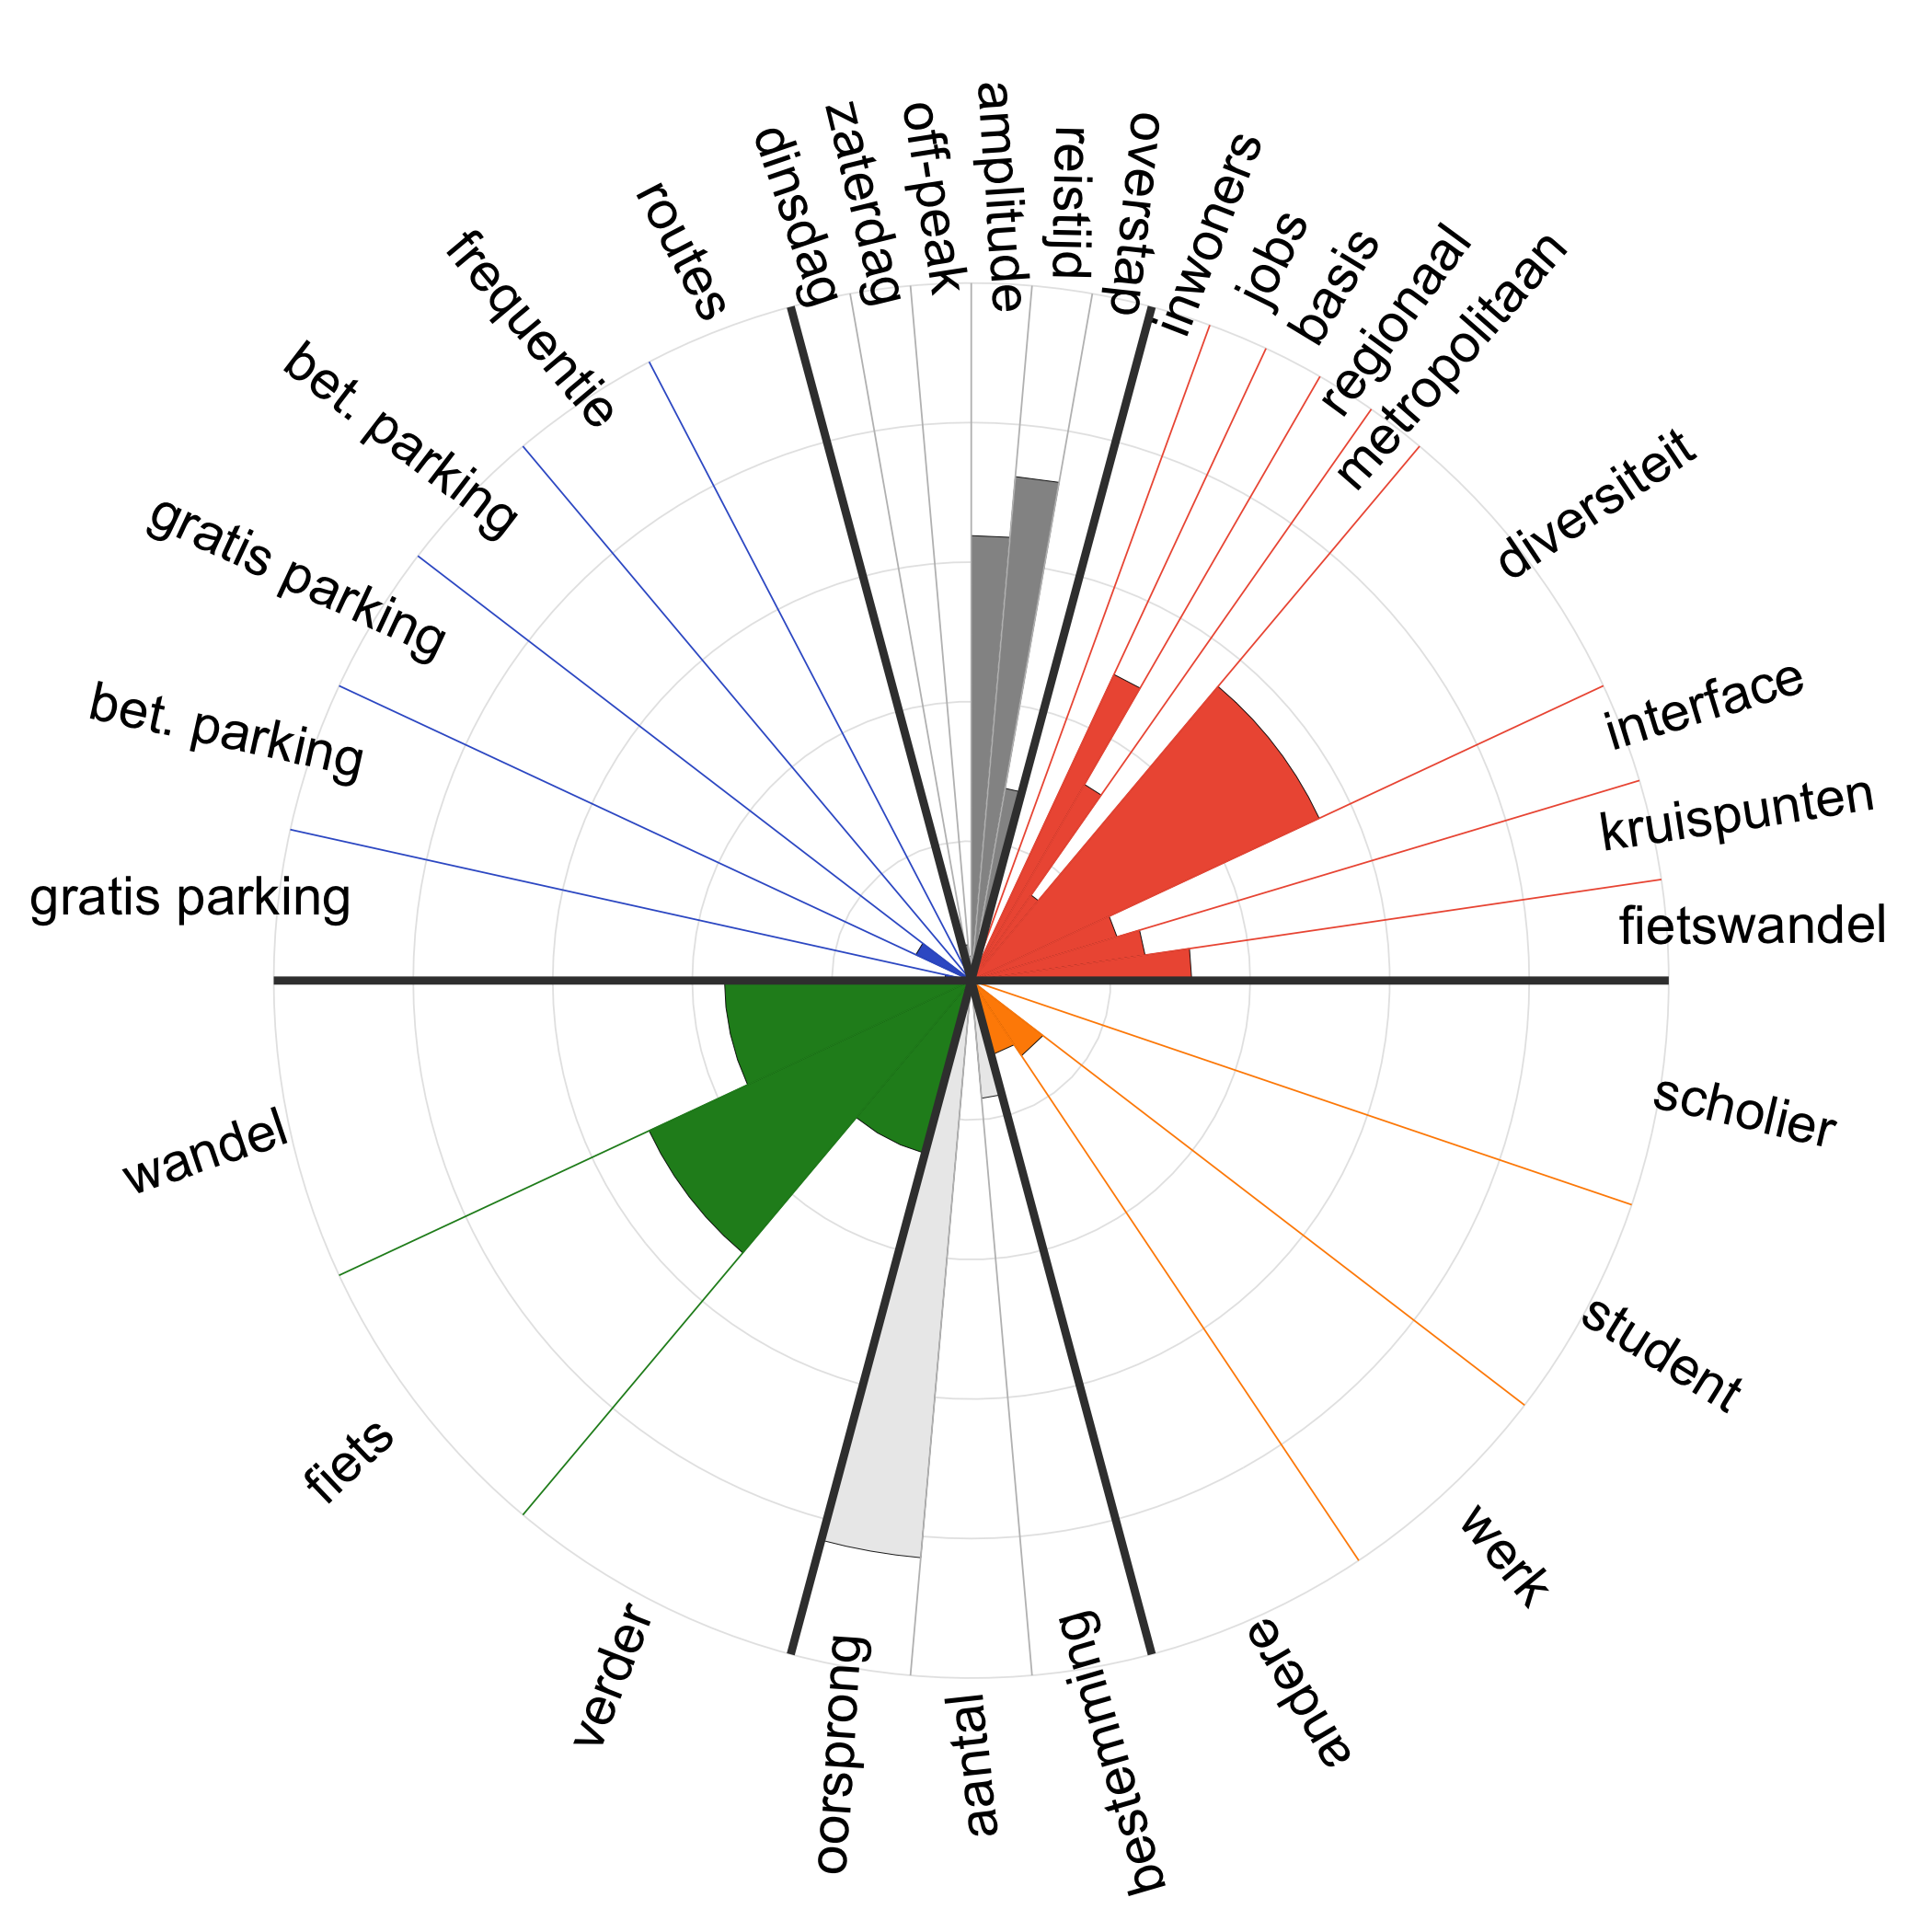 dinsdag
zaterdag
off-peak
amplitude
reistijd
overstap
inwoners
jobs
basis
regionaal
metropolitaan
diversiteit
interface
kruispunten
fietswandel
scholier
student
werk
andere
bestemming
aantal
oorsprong
verder
fiets
wandel
gratis parking
bet. parking
gratis parking
bet. parking
frequentie
routes